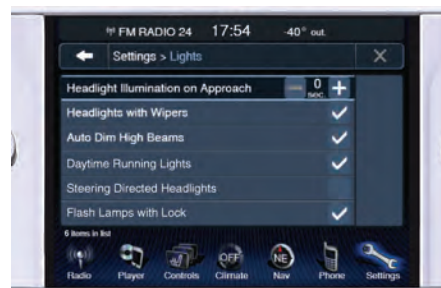 FM RADIO 24 17:54 -40° out.
Settings > Lights
Headlight Illumination on Approach 0 sec.
Headlights with Wipers
Auto Dim High Beams
Daytime Running Lights
Steering Directed Headlights
Flash Lamps with Lock
6 items in list
OFF NE
Radio Player Controls Climate Nav Phone Settings